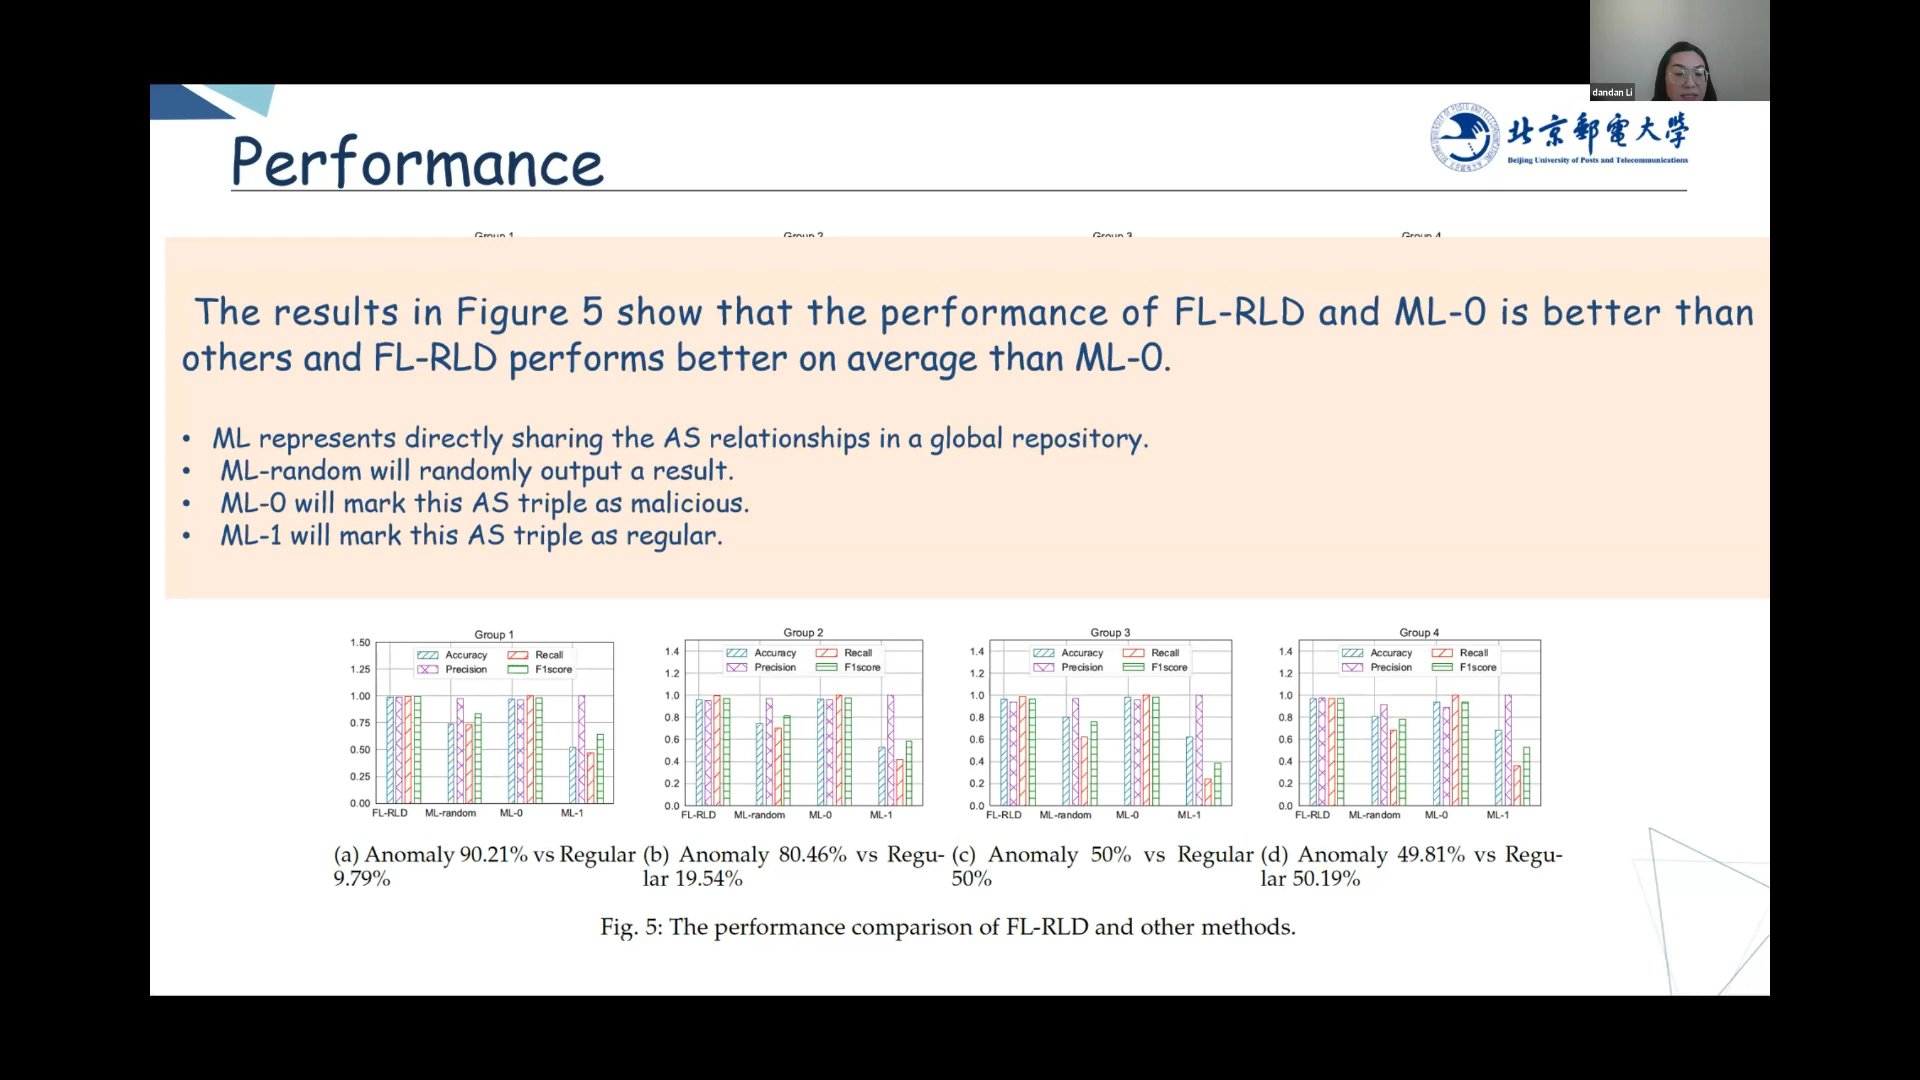 dandan Li
Performance
北京郵電大學
Beijing University of Posts and Telecommunications
Group 1 Group 2 Group 3 Group 4
The results in Figure 5 show that the performance of FL-RLD and ML-0 is better than
others and FL-RLD performs better on average than ML-0.
• ML represents directly sharing the AS relationships in a global repository.
• ML-random will randomly output a result.
• ML-0 will mark this AS triple as malicious.
• ML-1 will mark this AS triple as regular.
Group 1
1.50
1.25
1.00
0.75
0.50
0.25
0.00
Accuracy Recall
Precision F1score
FL-RLD ML-random ML-0 ML-1
(a) Anomaly 90.21% vs Regular
9.79%
Group 2
1.4
1.2
1.0
0.8
0.6
0.4
0.2
0.0
Accuracy Recall
Precision F1score
FL-RLD ML-random ML-0 ML-1
(b) Anomaly 80.46% vs Regu-
lar 19.54%
Group 3
1.4
1.2
1.0
0.8
0.6
0.4
0.2
0.0
Accuracy Recall
Precision F1score
FL-RLD ML-random ML-0 ML-1
(c) Anomaly 50% vs Regular
50%
Group 4
1.4
1.2
1.0
0.8
0.6
0.4
0.2
0.0
Accuracy Recall
Precision F1score
FL-RLD ML-random ML-0 ML-1
(d) Anomaly 49.81% vs Regu-
lar 50.19%
Fig. 5: The performance comparison of FL-RLD and other methods.